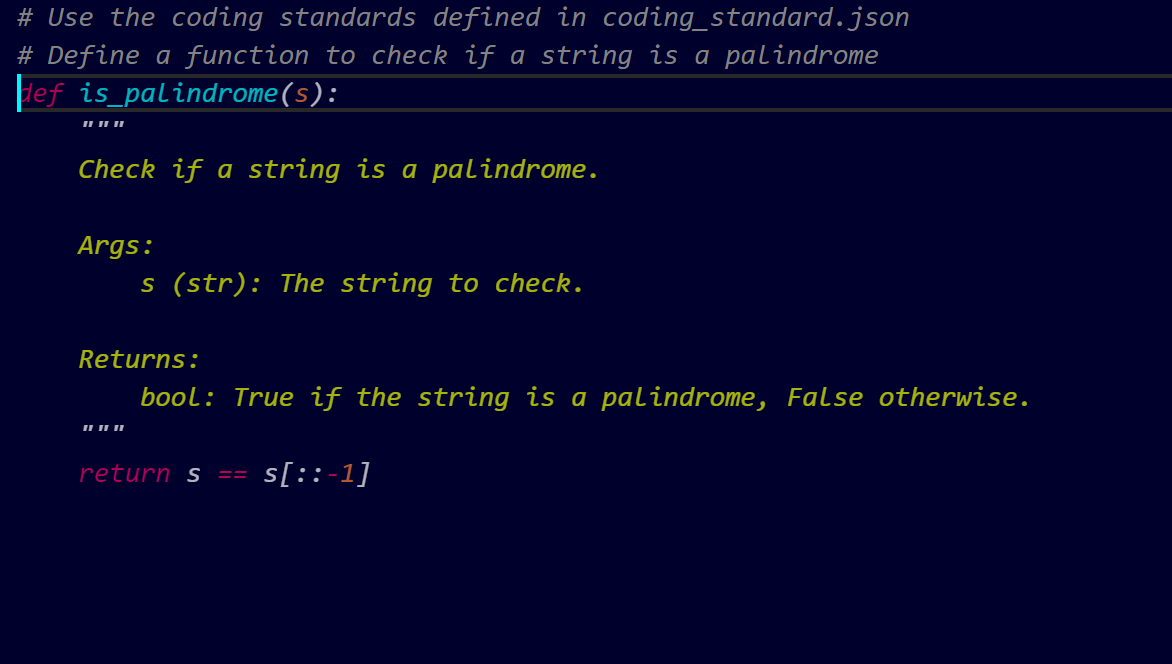 # Use the coding standards defined in coding_standard.json
# Define a function to check if a string is a palindrome
def is_palindrome(s):
    """
    Check if a string is a palindrome.

    Args:
        s (str): The string to check.

    Returns:
        bool: True if the string is a palindrome, False otherwise.
    """
    return s == s[::-1]